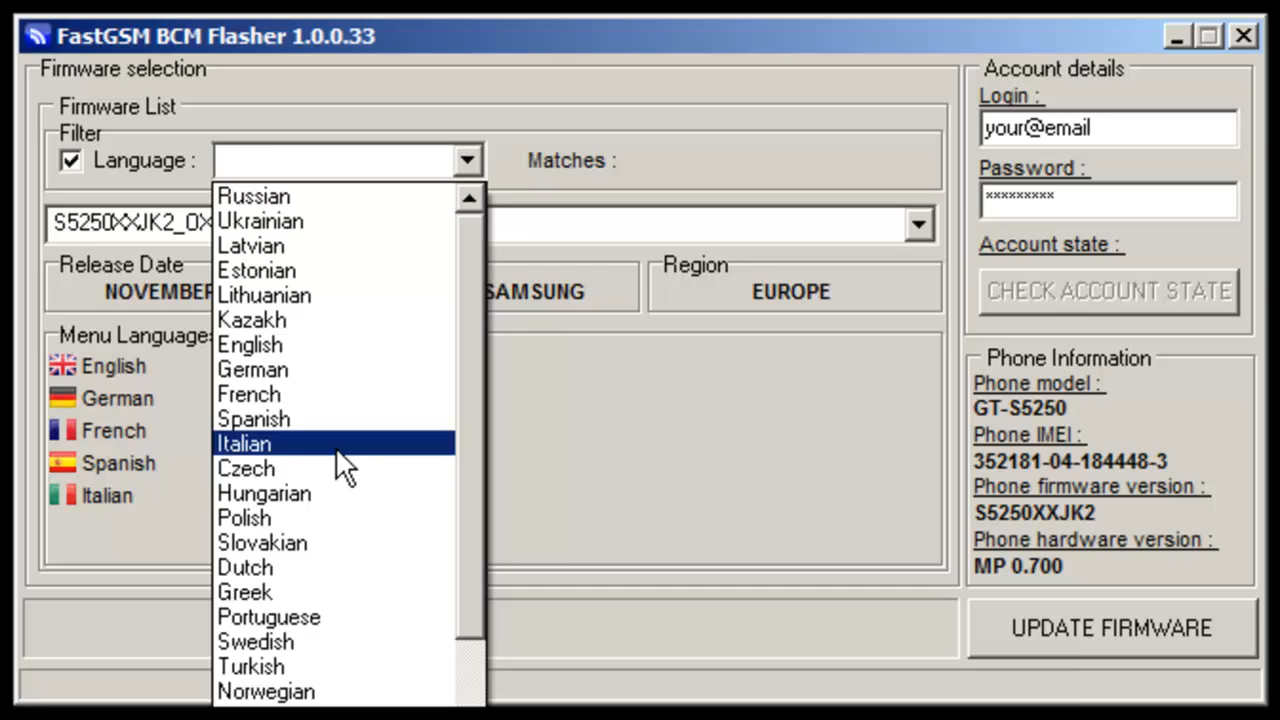 FastGSM BCM Flasher 1.0.0.33
Firmware selection
Firmware List
Filter
Language :
Matches :
Russian
Ukrainian
Latvian
Estonian
Lithuanian
Kazakh
English
German
French
Spanish
Italian
Czech
Hungarian
Polish
Slovakian
Dutch
Greek
Portuguese
Swedish
Turkish
Norwegian
S5250XXJK2_OX
Release Date
NOVEMBER
SAMSUNG
Region
EUROPE
Menu Language
English
German
French
Spanish
Italian
Account details
Login :
your@email
Password :
*********
Account state :
CHECK ACCOUNT STATE
Phone Information
Phone model :
GT-S5250
Phone IMEI :
352181-04-184448-3
Phone firmware version :
S5250XXJK2
Phone hardware version :
MP 0.700
UPDATE FIRMWARE